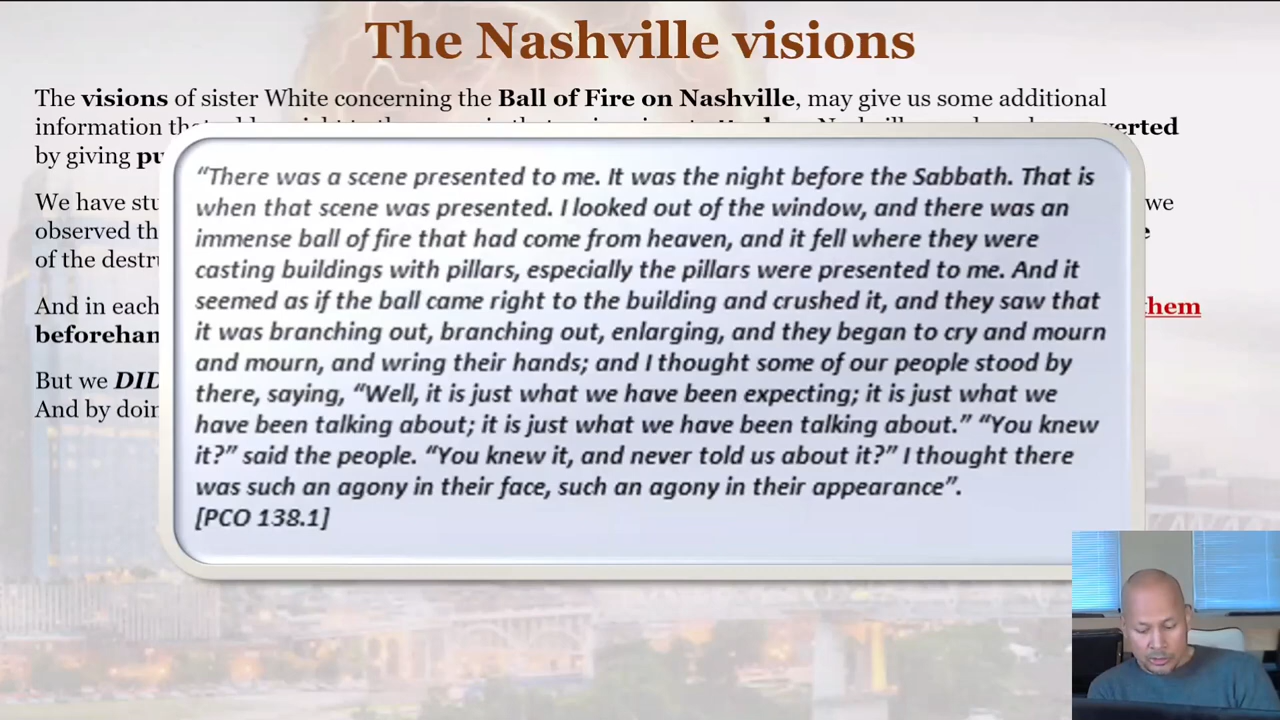 The Nashville visions
The visions of sister White concerning the Ball of Fire on Nashville, may give us some additional
information verted
by giving
“There was a scene presented to me. It was the night before the Sabbath. That is
when that scene was presented. I looked out of the window, and there was an
immense ball of fire that had come from heaven, and it fell where they were
casting buildings with pillars, especially the pillars were presented to me. And it
seemed as if the ball came right to the building and crushed it, and they saw that
it was branching out, branching out, enlarging, and they began to cry and mourn
and mourn, and wring their hands; and I thought some of our people stood by
there, saying, “Well, it is just what we have been expecting; it is just what we
have been talking about; it is just what we have been talking about.” “You knew
it?” said the people. “You knew it, and never told us about it?” I thought there
was such an agony in their face, such an agony in their appearance”.
[PCO 138.1]
We have we
observed
of the
And in each them
But we DID
And by